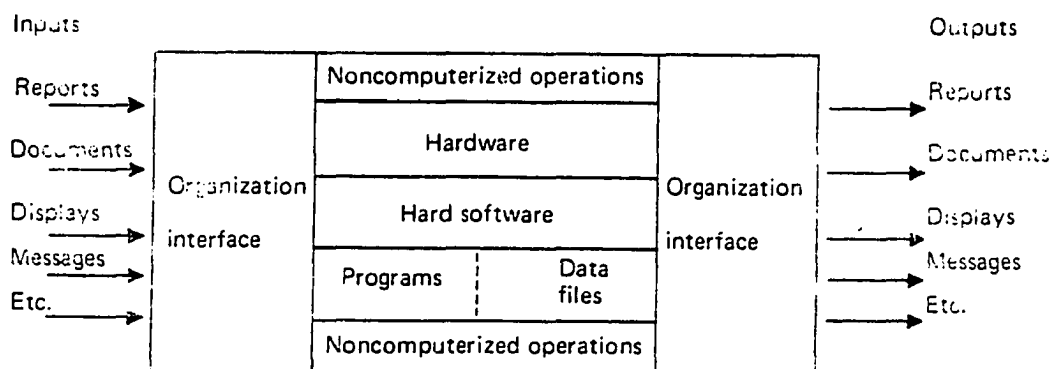 Inputs
Outputs
Noncomputerized operations
Reports
Reports
Hardware
Documents
Documents
Organization
interface
Organization
interface
Hard software
Displays
Displays
Messages
Messages
Programs
Data
files
Etc.
Etc.
Noncomputerized operations